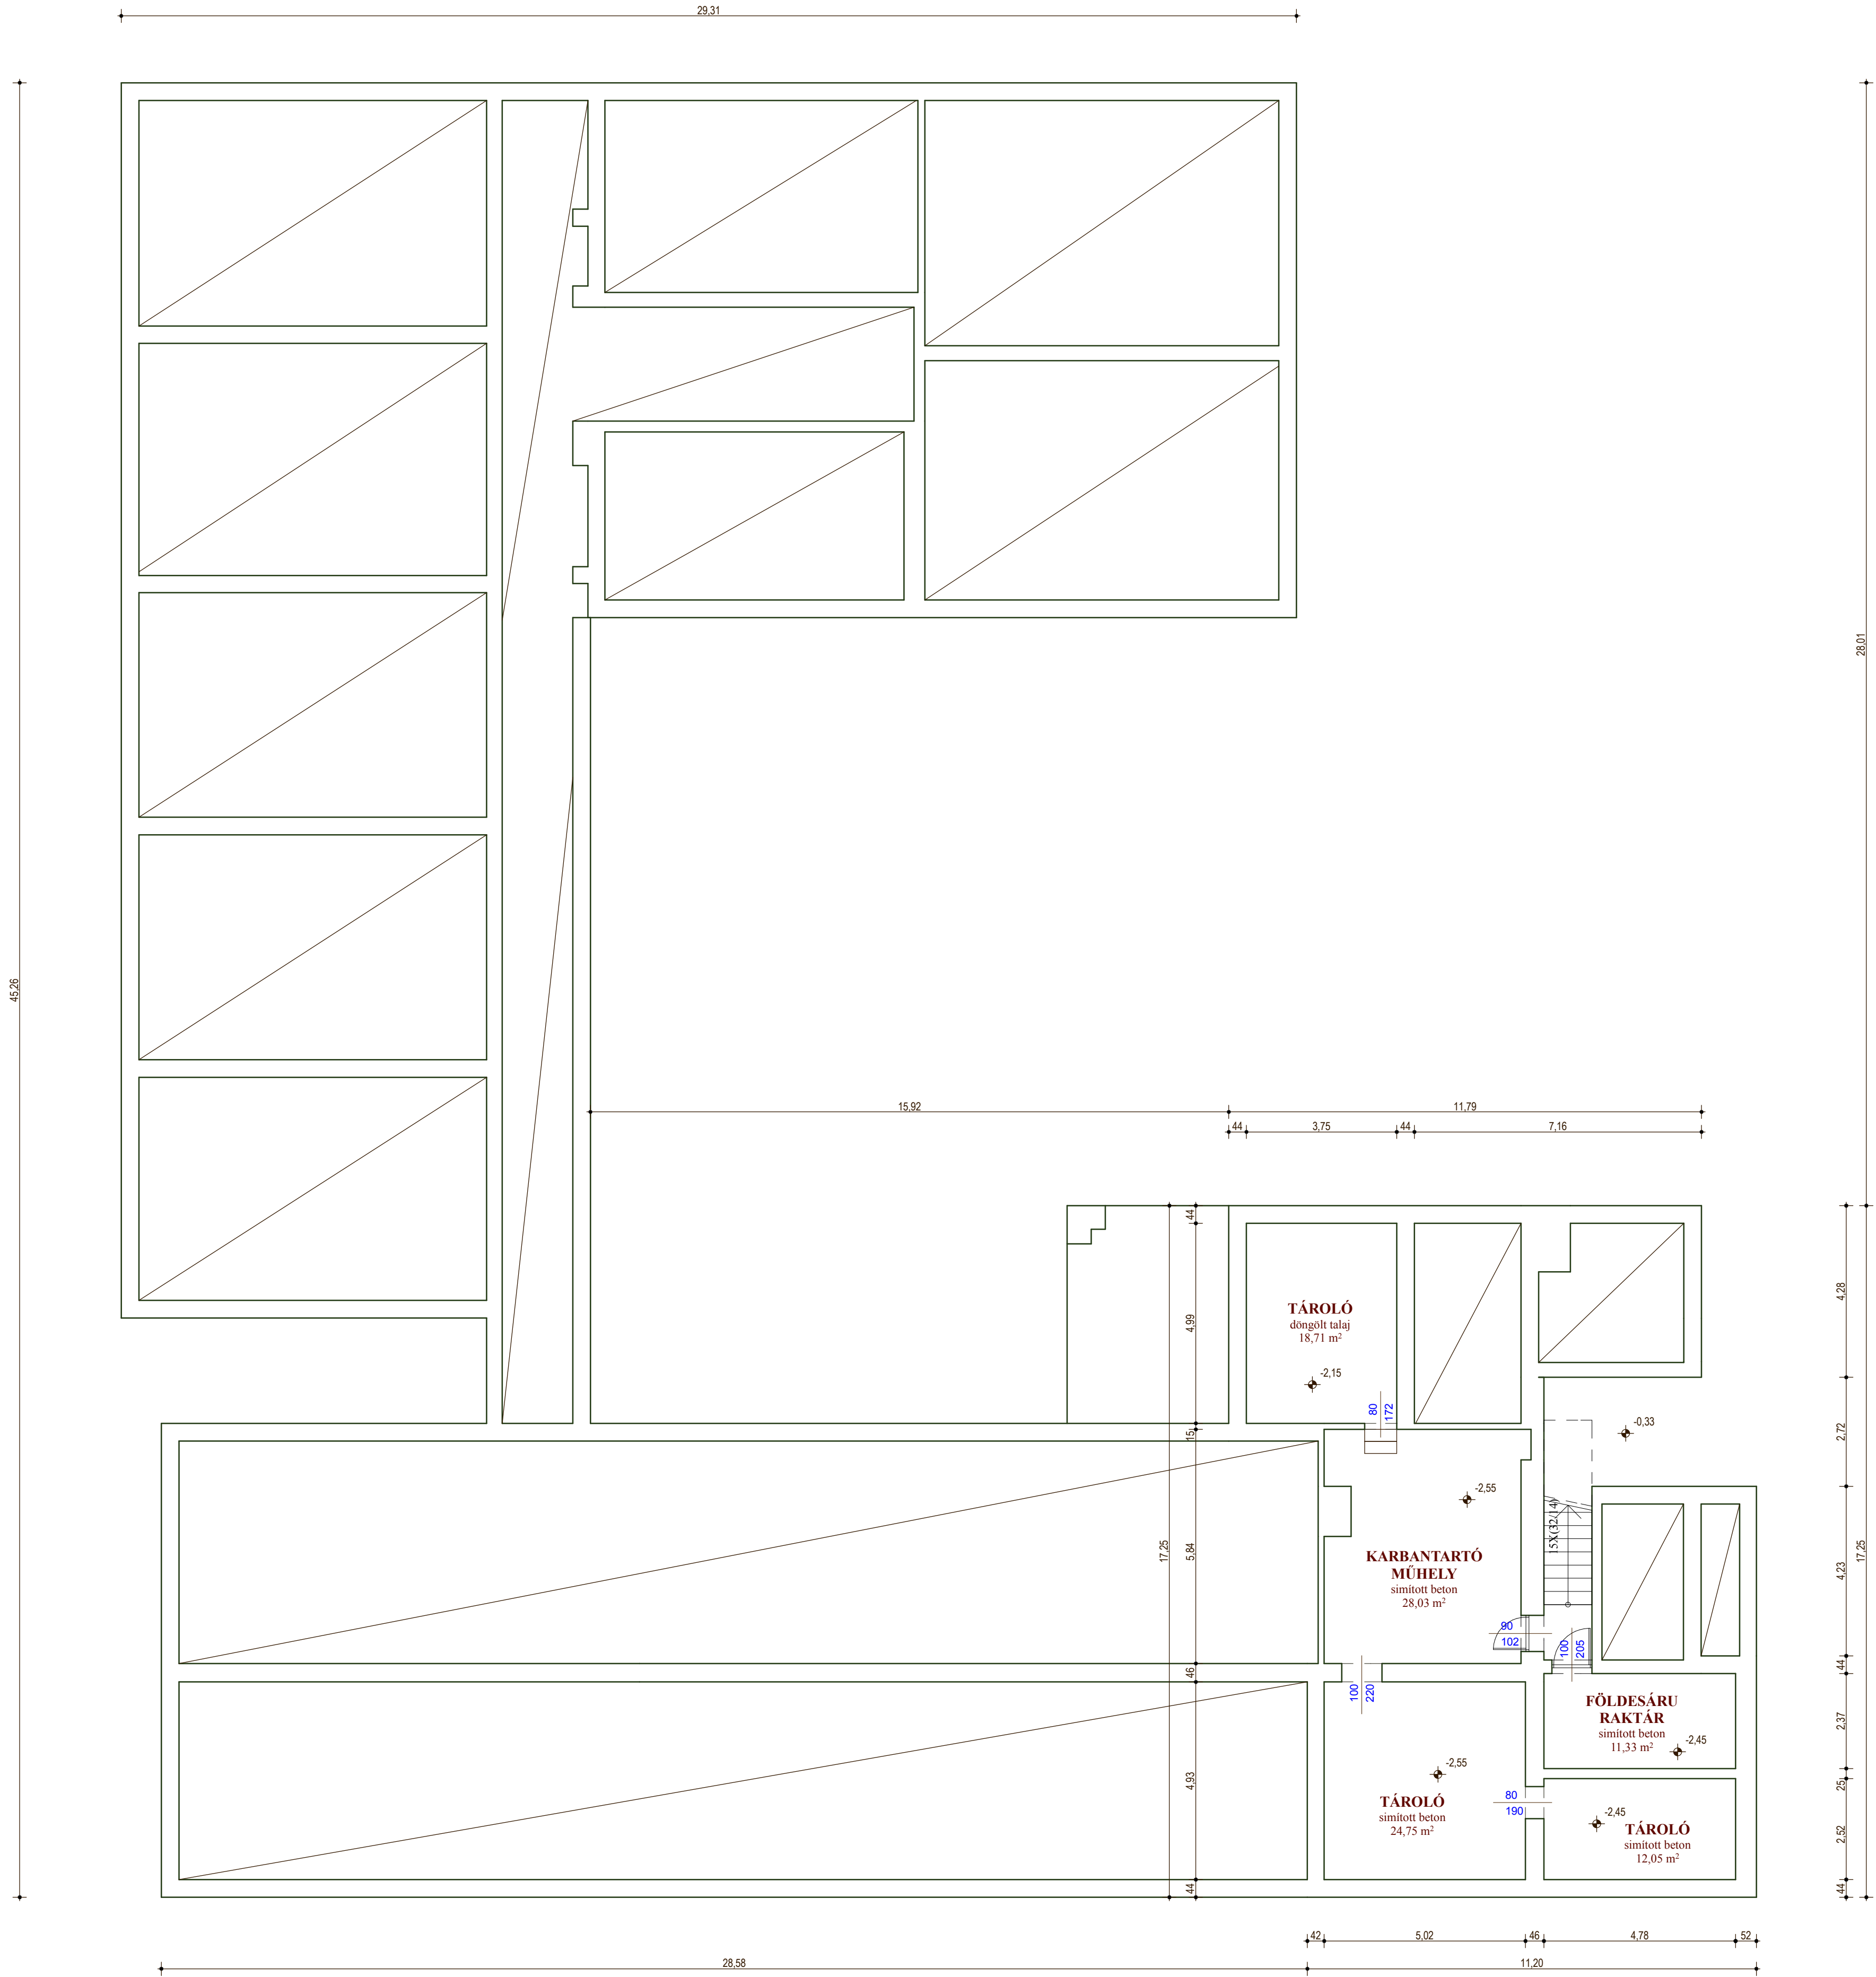 29,31
28,01
45,26
15,92
11,79
44
3,75
44
7,16
44
4,99
15
17,25
5,84
46
4,93
44
4,28
2,72
4,23
17,25
44
2,37
25
2,52
44
TÁROLÓ
döngölt talaj
18,71 m²
-2,15
80
172
-0,33
-2,55
15X(32/14)
KARBANTARTÓ
MŰHELY
simított beton
28,03 m²
90
102
100
205
100
220
FÖLDESÁRU
RAKTÁR
simított beton
11,33 m²
-2,45
-2,55
TÁROLÓ
simított beton
24,75 m²
80
190
-2,45
TÁROLÓ
simított beton
12,05 m²
42
5,02
46
4,78
52
28,58
11,20